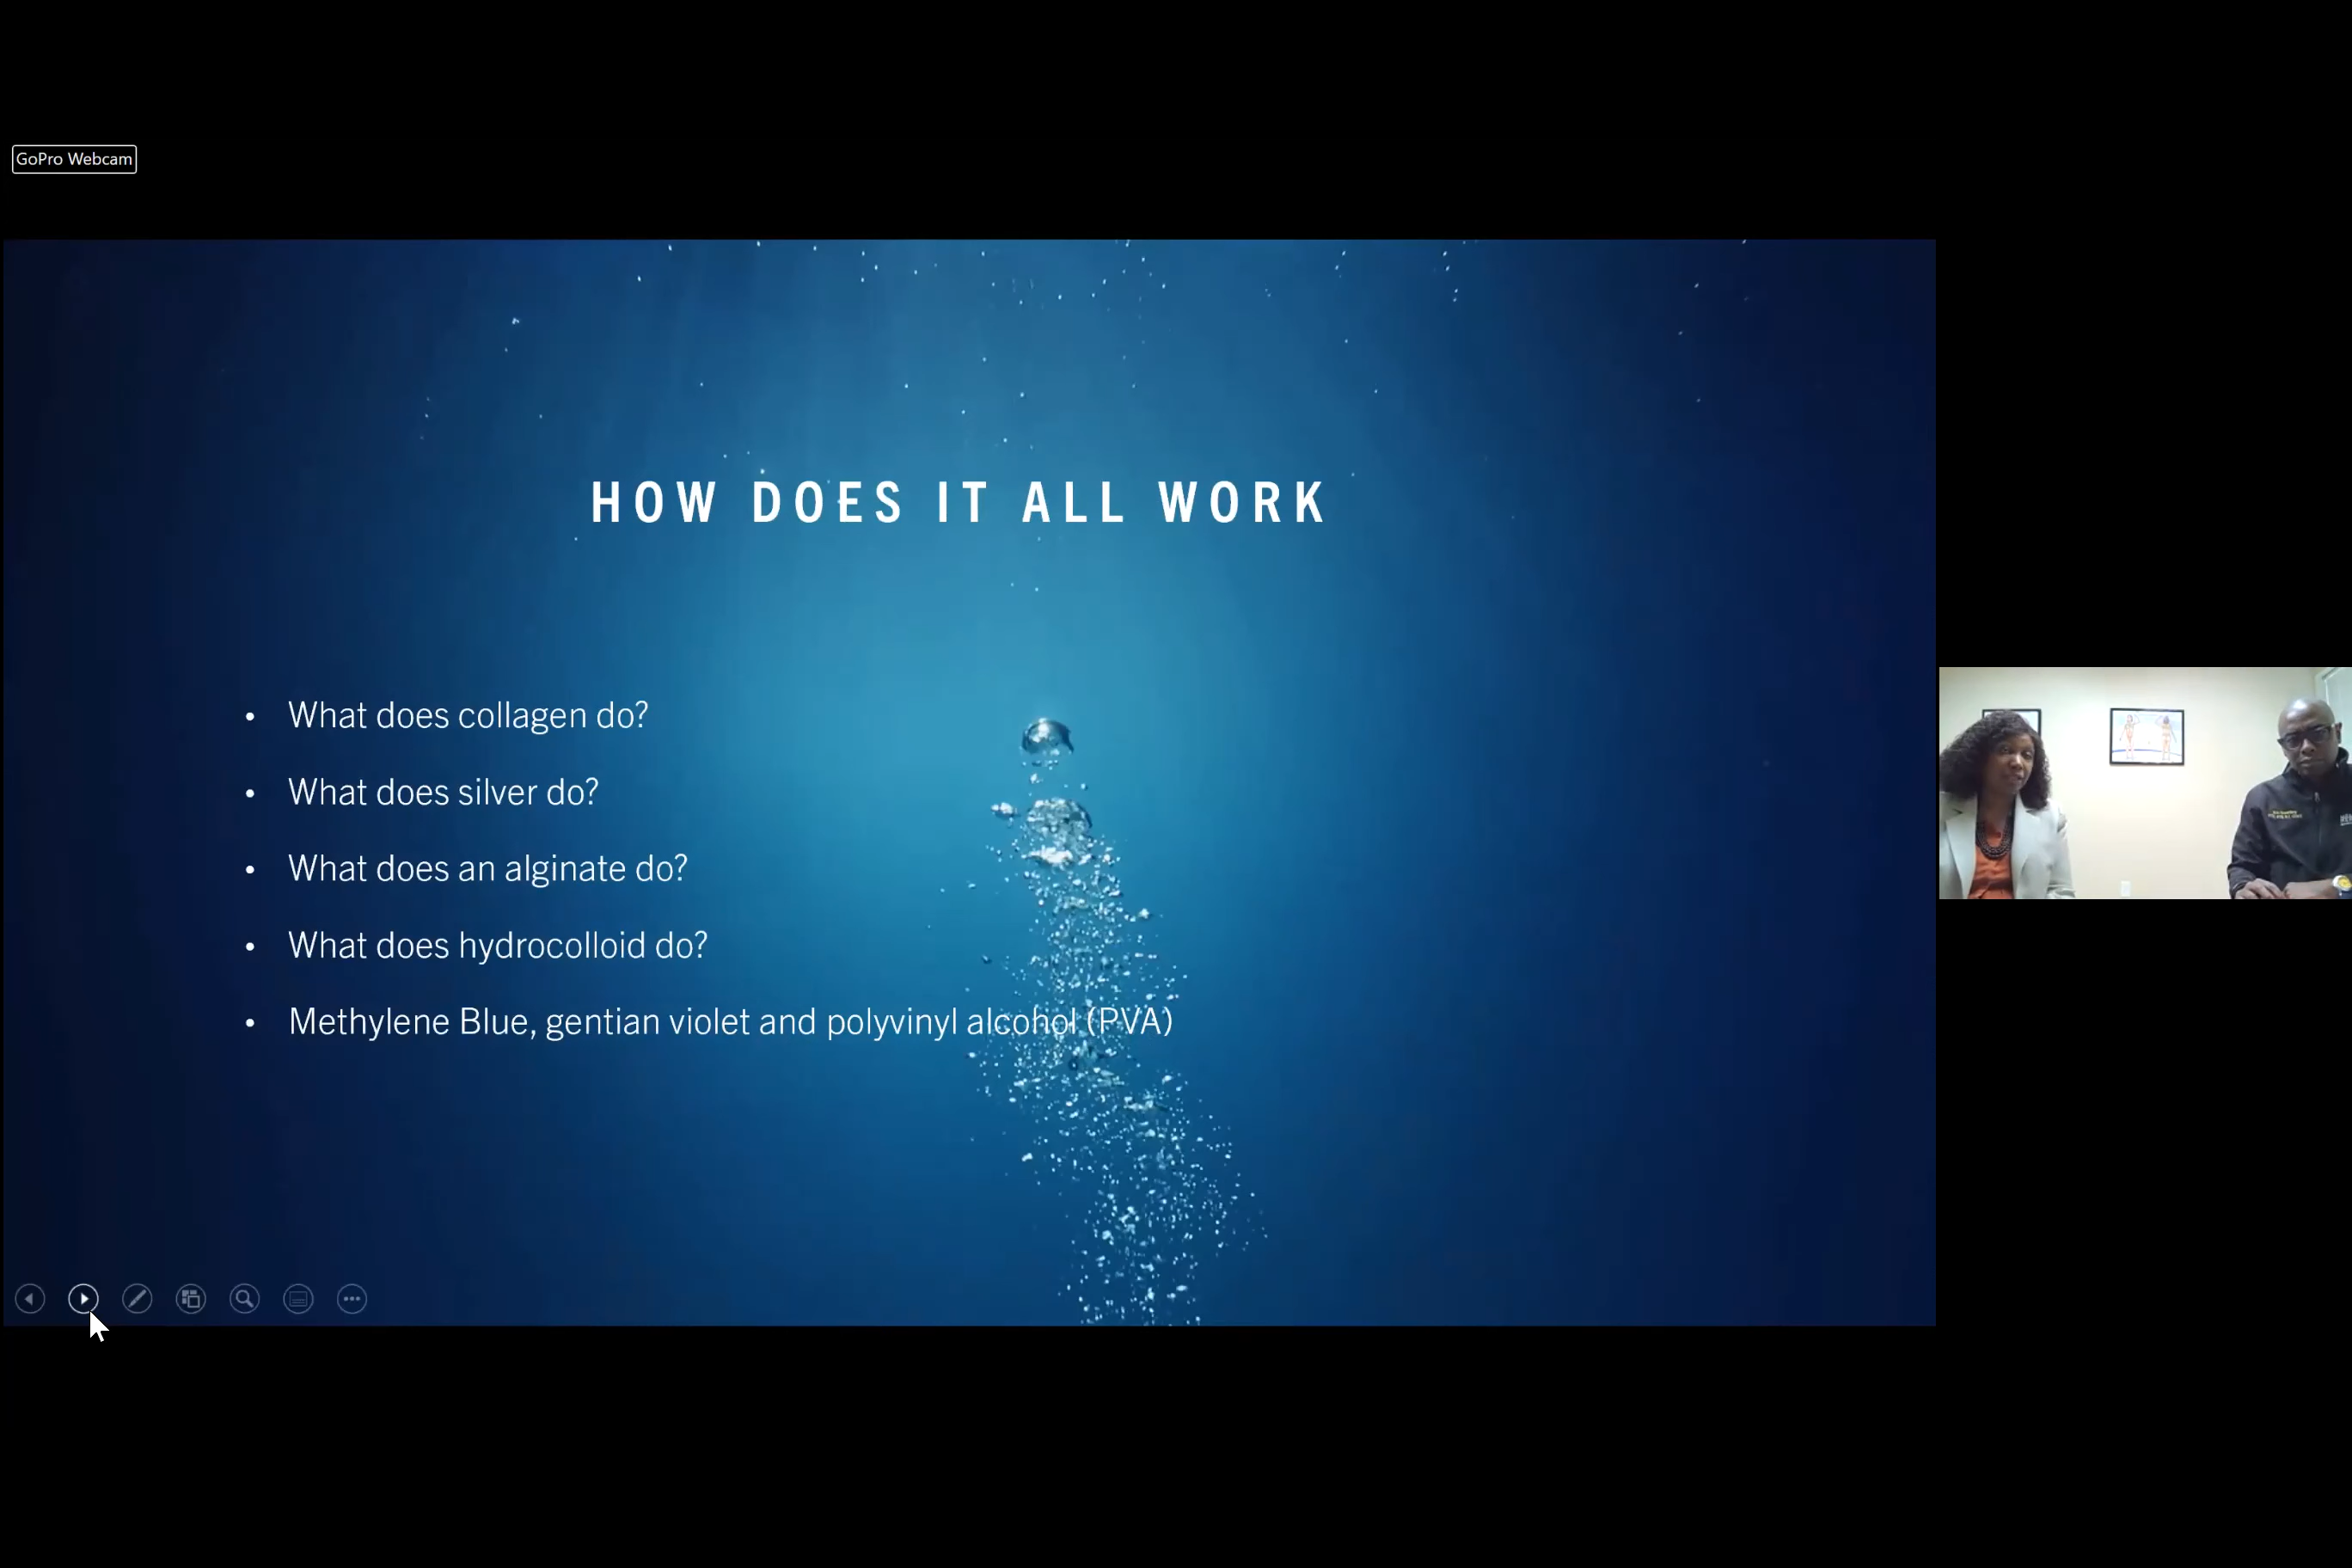 GoPro Webcam
HOW DOES IT ALL WORK
• What does collagen do?
• What does silver do?
• What does an alginate do?
• What does hydrocolloid do?
• Methylene Blue, gentian violet and polyvinyl alcohol (PVA)